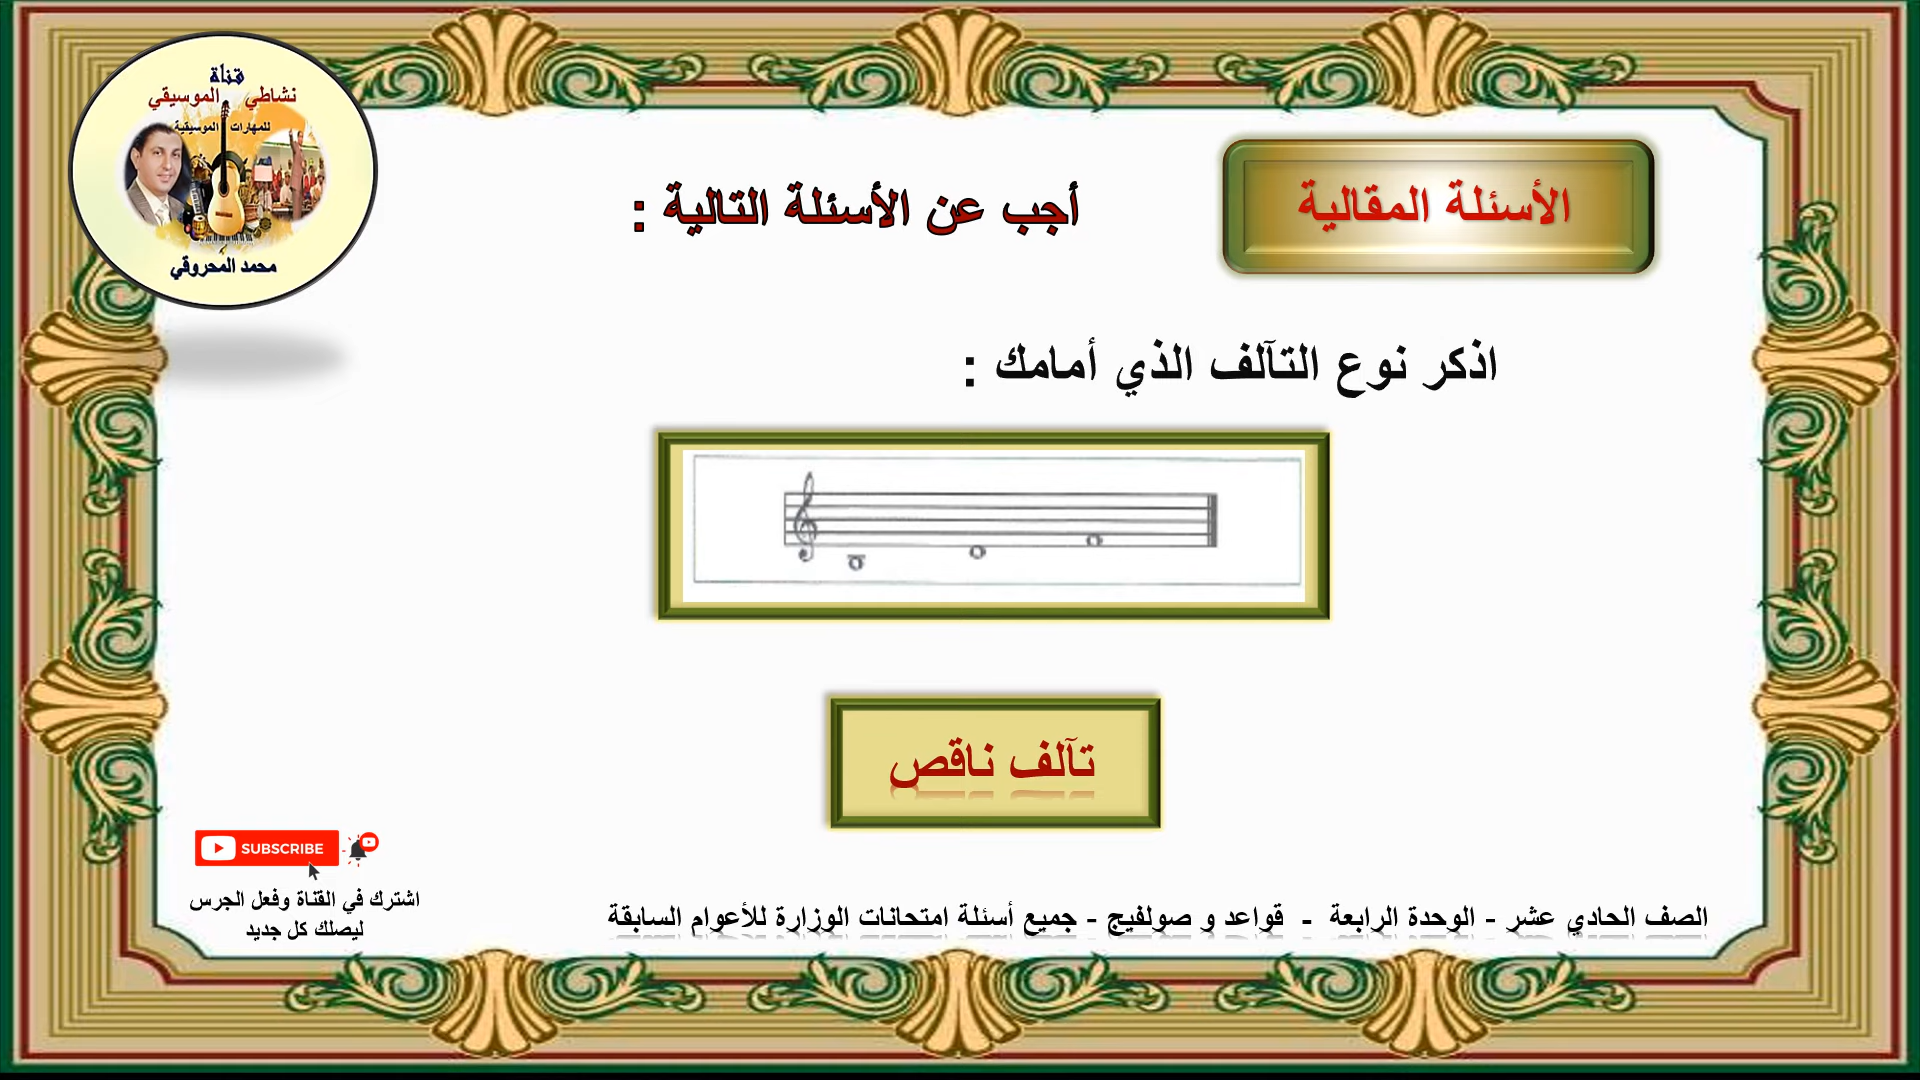 قناة
نشاطي الموسيقي
للمهارات الموسيقية
محمد المحروقي
الأسئلة المقالية
أجب عن الأسئلة التالية :
اذكر نوع التآلف الذي أمامك :
تآلف ناقص
SUBSCRIBE
اشترك في القناة وفعل الجرس
ليصلك كل جديد
الصف الحادي عشر - الوحدة الرابعة - قواعد و صولفيج - جميع أسئلة امتحانات الوزارة للأعوام السابقة